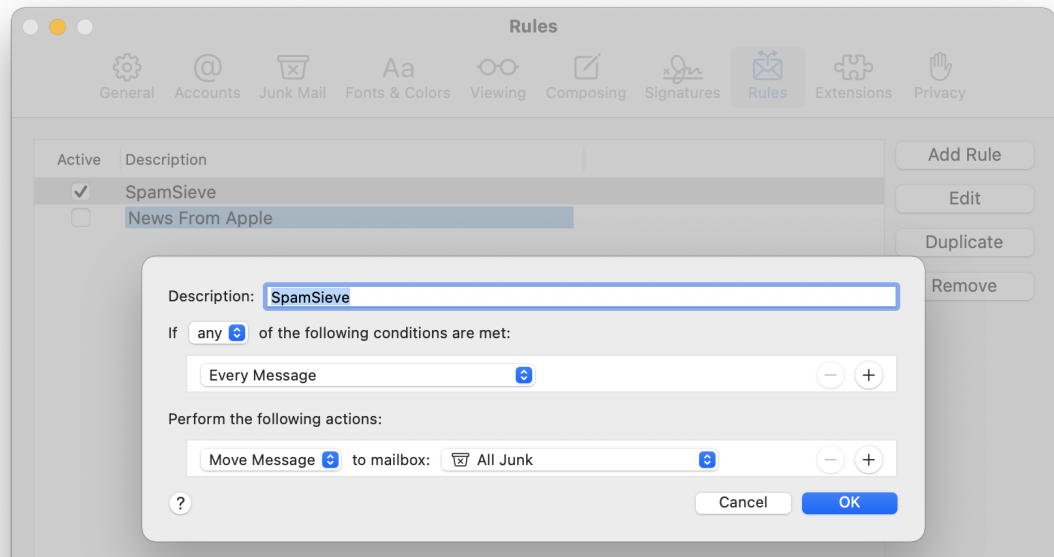 Rules
General Accounts Junk Mail Fonts & Colors Viewing Composing Signatures Rules Extensions Privacy
Active Description
SpamSieve
News From Apple
Add Rule
Edit
Duplicate
Remove
Description: SpamSieve
If any of the following conditions are met:
Every Message
Perform the following actions:
Move Message to mailbox: All Junk
? Cancel OK